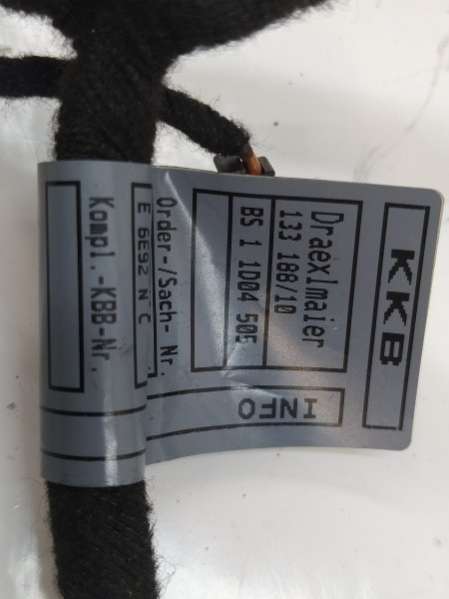 KKB
Draexlmaier
133 188/10
BS 1 1D04 505
Order-/Sach- Nr.
E 6E92 N C
Kompl.-KBB-Nr.
INFO